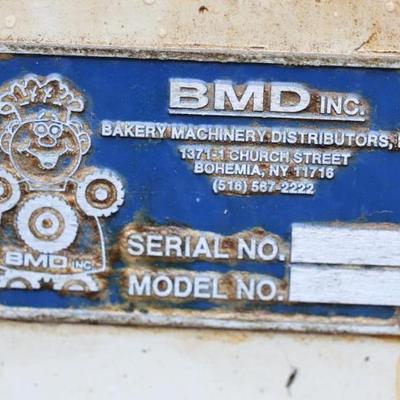 BMD INC.
BAKERY MACHINERY DISTRIBUTORS,
1371-1 CHURCH STREET
BOHEMIA, NY 11716
(516) 567-2222
SERIAL NO.
MODEL NO.
BMD INC.